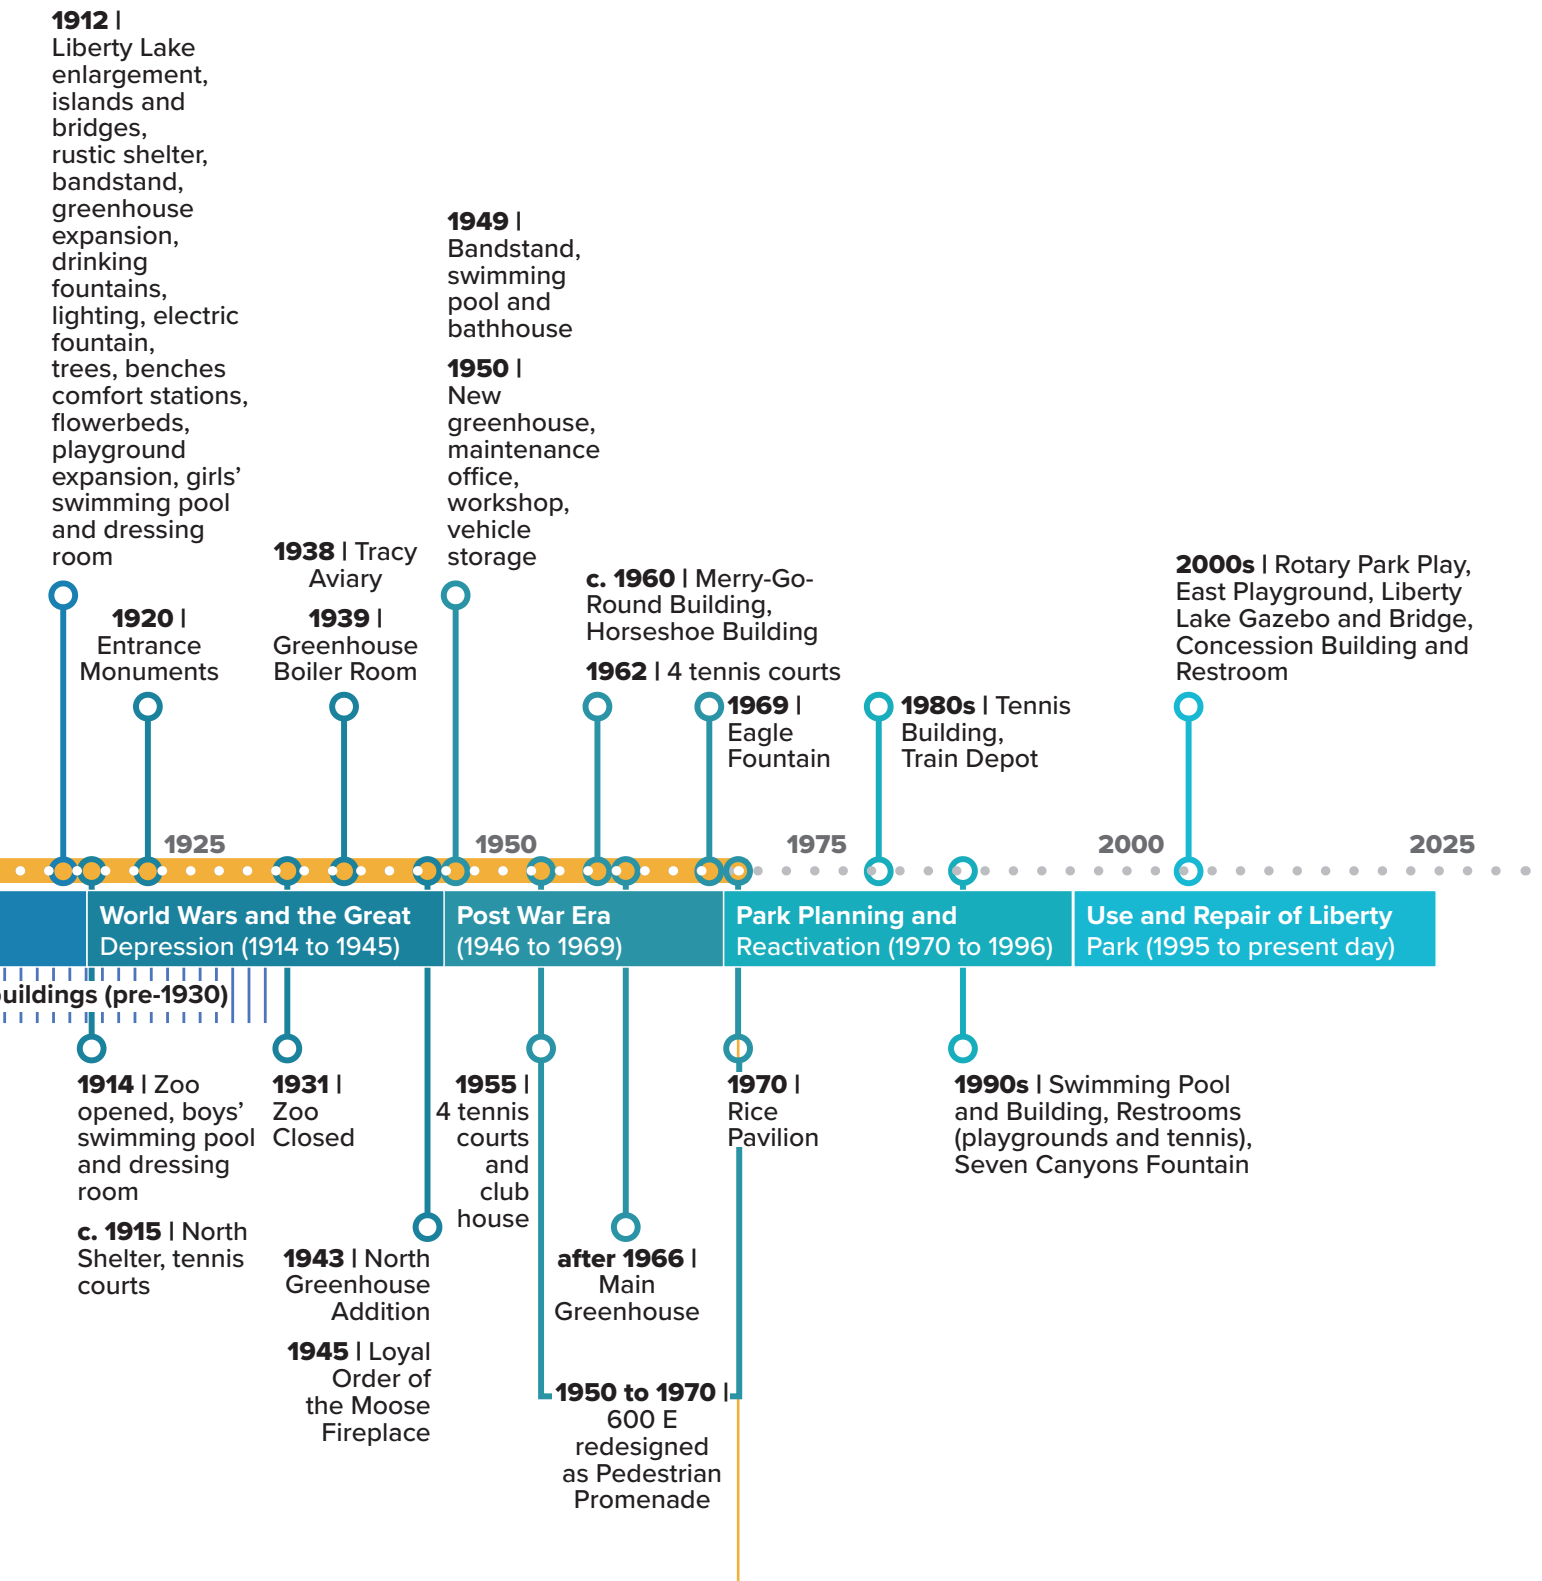 1912 |
Liberty Lake
enlargement,
islands and
bridges,
rustic shelter,
bandstand,
greenhouse
expansion,
drinking
fountains,
lighting, electric
fountain,
trees, benches
comfort stations,
flowerbeds,
playground
expansion, girls’
swimming pool
and dressing
room
1920 |
Entrance
Monuments
1938 | Tracy
Aviary
1939 |
Greenhouse
Boiler Room
1949 |
Bandstand,
swimming
pool and
bathhouse
1950 |
New
greenhouse,
maintenance
office,
workshop,
vehicle
storage
c. 1960 | Merry-Go-
Round Building,
Horseshoe Building
1962 | 4 tennis courts
1969 |
Eagle
Fountain
1980s | Tennis
Building,
Train Depot
2000s | Rotary Park Play,
East Playground, Liberty
Lake Gazebo and Bridge,
Concession Building and
Restroom
1925
1950
1975
2000
2025
World Wars and the Great
Depression (1914 to 1945)
Post War Era
(1946 to 1969)
Park Planning and
Reactivation (1970 to 1996)
Use and Repair of Liberty
Park (1995 to present day)
uildings (pre-1930)
1914 | Zoo
opened, boys’
swimming pool
and dressing
room
c. 1915 | North
Shelter, tennis
courts
1931 |
Zoo
Closed
1943 | North
Greenhouse
Addition
1945 | Loyal
Order of
the Moose
Fireplace
1955 |
4 tennis
courts
and
club
house
after 1966 |
Main
Greenhouse
1950 to 1970 |
600 E
redesigned
as Pedestrian
Promenade
1970 |
Rice
Pavilion
1990s | Swimming Pool
and Building, Restrooms
(playgrounds and tennis),
Seven Canyons Fountain